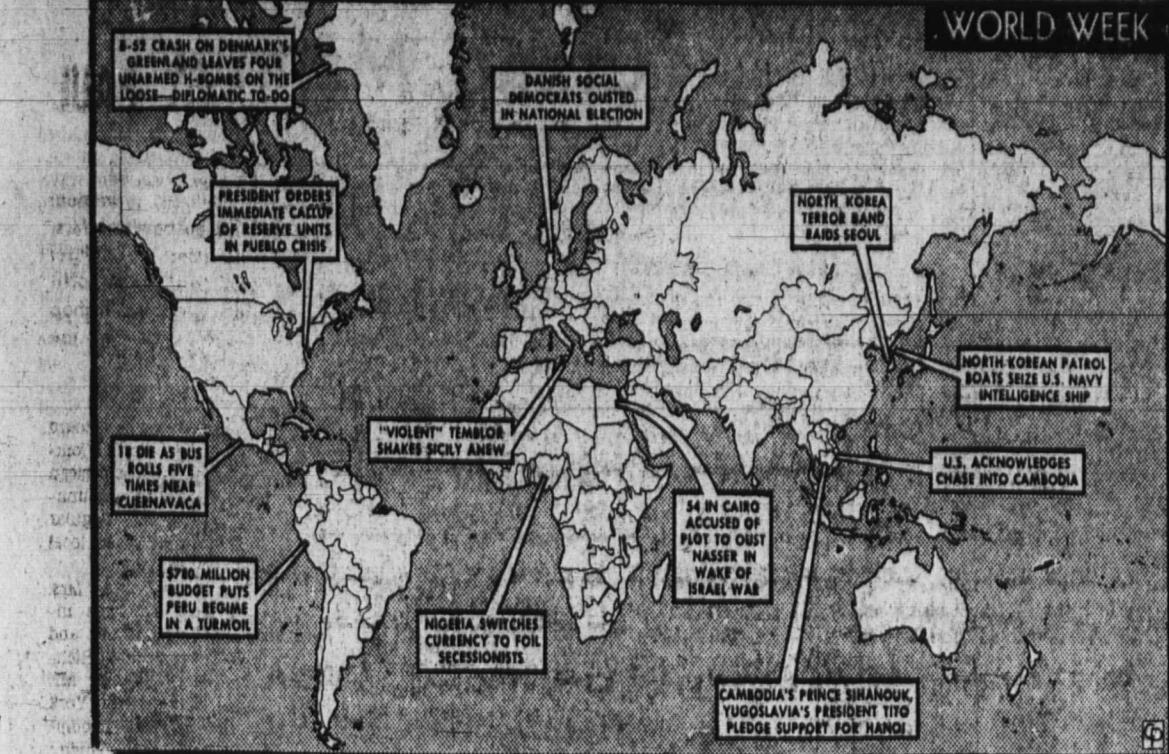 WORLD WEEK
B-52 CRASH ON DENMARK'S
GREENLAND LEAVES FOUR
UNARMED H-BOMBS ON THE
LOOSE—DIPLOMATIC TO-DO
DANISH SOCIAL
DEMOCRATS OUSTED
IN NATIONAL ELECTION
PRESIDENT ORDERS
IMMEDIATE CALLUP
OF RESERVE UNITS
IN PUEBLO CRISIS
NORTH KOREA
TERROR BAND
RAIDS SEOUL
NORTH KOREAN PATROL
BOATS SEIZE U.S. NAVY
INTELLIGENCE SHIP
"VIOLENT" TEMBLOR
SHAKES SICILY ANEW
18 DIE AS BUS
ROLLS FIVE
TIMES NEAR
CUERNAVACA
U.S. ACKNOWLEDGES
CHASE INTO CAMBODIA
54 IN CAIRO
ACCUSED OF
PLOT TO OUST
NASSER IN
WAKE OF
ISRAEL WAR
$780 MILLION
BUDGET PUTS
PERU REGIME
IN A TURMOIL
NIGERIA SWITCHES
CURRENCY TO FOIL
SECESSIONISTS
CAMBODIA'S PRINCE SIHANOUK,
YUGOSLAVIA'S PRESIDENT TITO
PLEDGE SUPPORT FOR HANOI